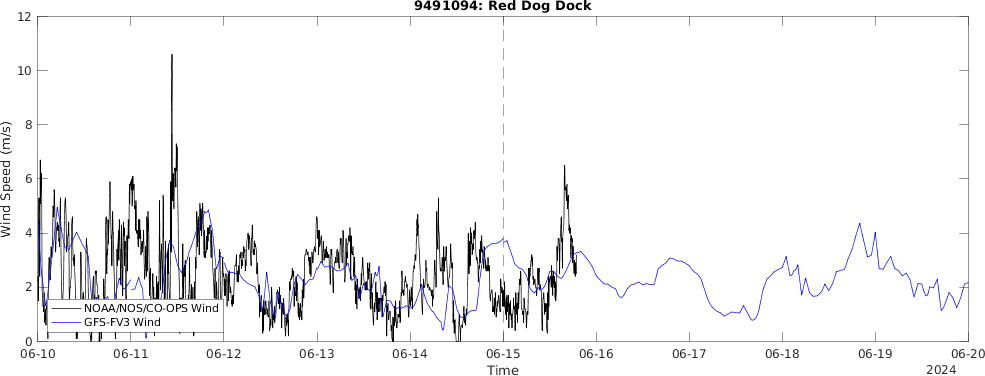 9491094: Red Dog Dock
12
10
8
6
4
2
0
Wind Speed (m/s)
NOAA/NOS/CO-OPS Wind
GFS-FV3 Wind
06-10 06-11 06-12 06-13 06-14 06-15 06-16 06-17 06-18 06-19 06-20
Time
2024